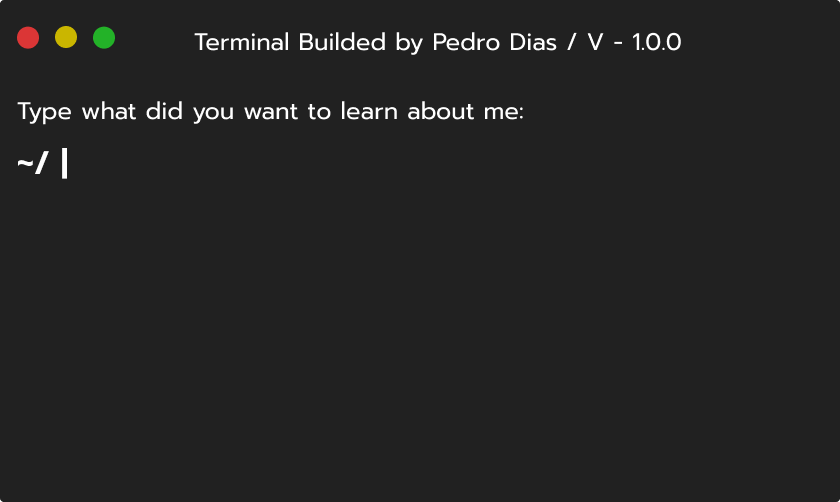 Terminal Builded by Pedro Dias / V - 1.0.0
Type what did you want to learn about me:
~/ |